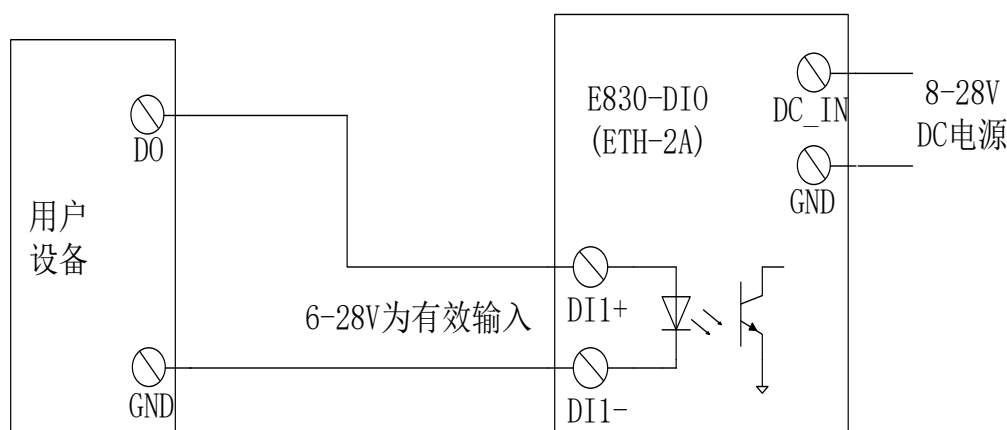 E830-DIO
(ETH-2A)
DC_IN
8-28V
DC电源
GND
DO
用户
设备
6-28V为有效输入
DI1+
GND
DI1-